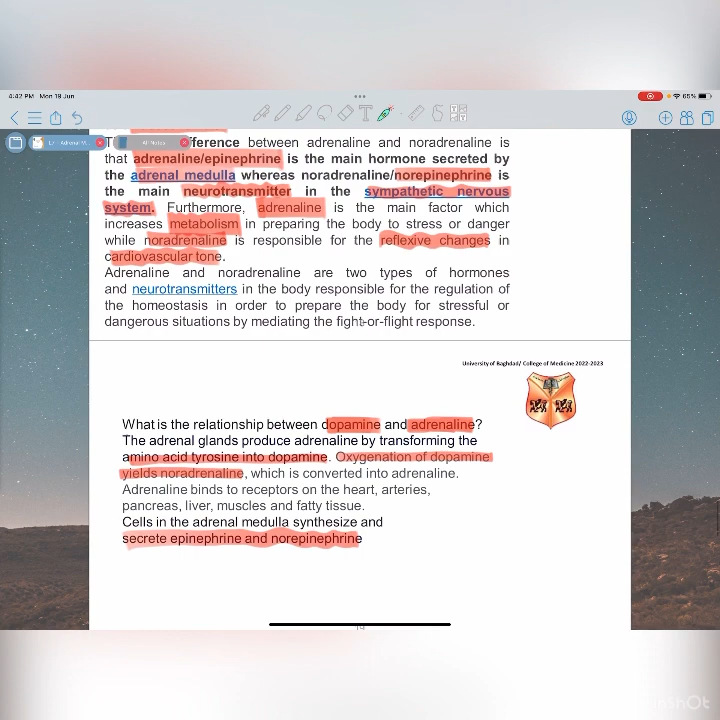 4:42 PM Mon 19 Jun
65%
L7 Adrenal M...
AF Notes
fference between adrenaline and noradrenaline is
that adrenaline/epinephrine is the main hormone secreted by
the adrenal medulla whereas noradrenaline/norepinephrine is
the main neurotransmitter in the sympathetic nervous
system. Furthermore, adrenaline is the main factor which
increases metabolism in preparing the body to stress or danger
while noradrenaline is responsible for the reflexive changes in
cardiovascular tone.
Adrenaline and noradrenaline are two types of hormones
and neurotransmitters in the body responsible for the regulation of
the homeostasis in order to prepare the body for stressful or
dangerous situations by mediating the fight-or-flight response.
University of Baghdad/ College of Medicine 2022-2023
What is the relationship between dopamine and adrenaline?
The adrenal glands produce adrenaline by transforming the
amino acid tyrosine into dopamine. Oxygenation of dopamine
yields noradrenaline, which is converted into adrenaline.
Adrenaline binds to receptors on the heart, arteries,
pancreas, liver, muscles and fatty tissue.
Cells in the adrenal medulla synthesize and
secrete epinephrine and norepinephrine